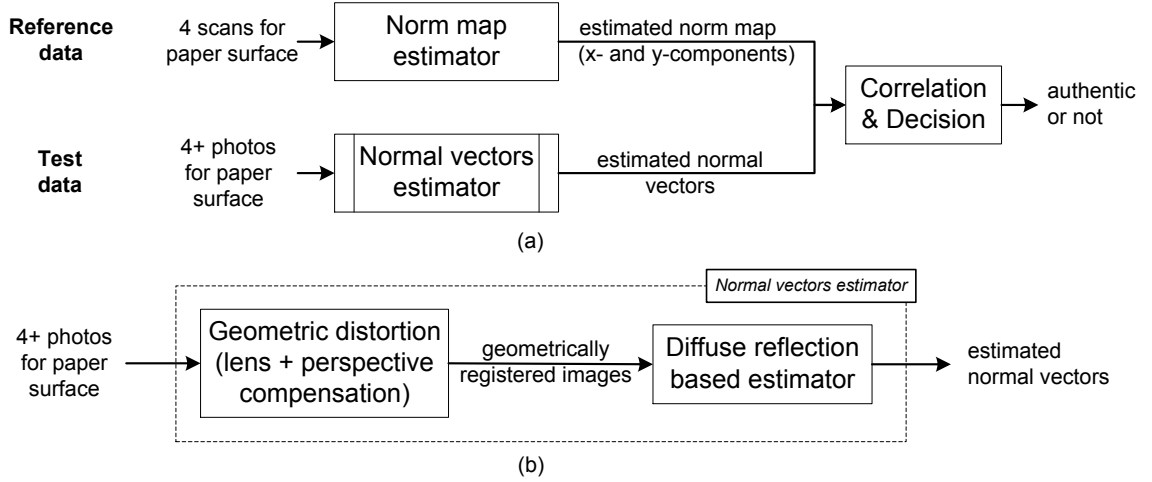 Reference
data
4 scans for
paper surface
Norm map
estimator
estimated norm map
(x- and y-components)
Correlation
& Decision
authentic
or not
Test
data
4+ photos
for paper
surface
Normal vectors
estimator
estimated normal
vectors
(a)
Normal vectors estimator
4+ photos
for paper
surface
Geometric distortion
(lens + perspective
compensation)
geometrically
registered images
Diffuse reflection
based estimator
estimated
normal vectors
(b)